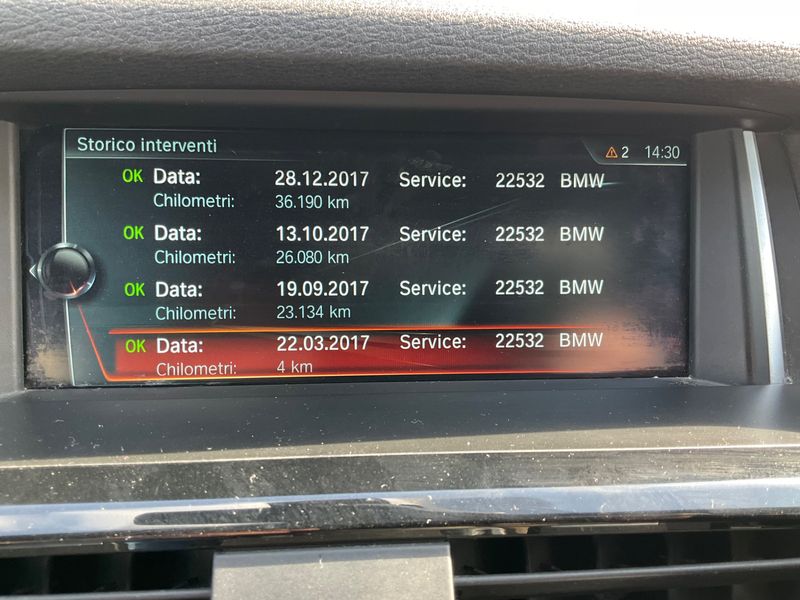 Storico interventi
2 14:30
OK Data: 28.12.2017 Service: 22532 BMW
Chilometri: 36.190 km
OK Data: 13.10.2017 Service: 22532 BMW
Chilometri: 26.080 km
OK Data: 19.09.2017 Service: 22532 BMW
Chilometri: 23.134 km
OK Data: 22.03.2017 Service: 22532 BMW
Chilometri: 4 km